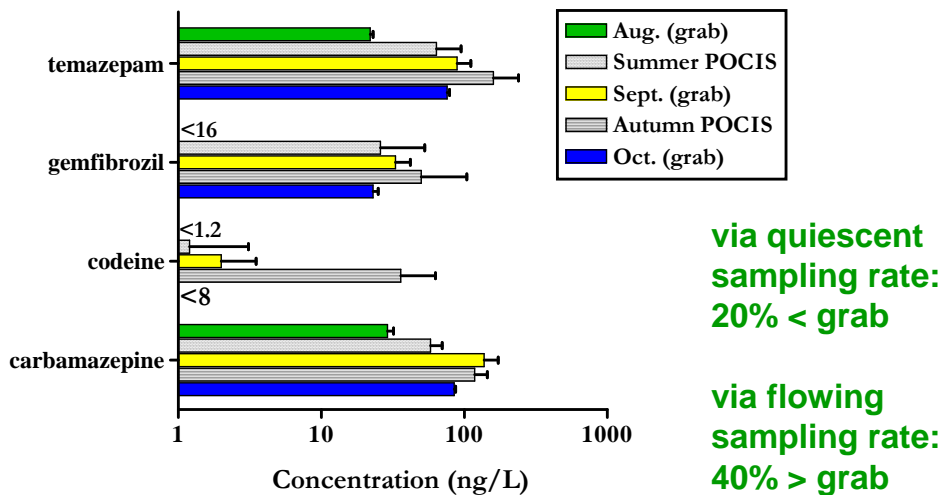 Aug. (grab)
Summer POCIS
Sept. (grab)
Autumn POCIS
Oct. (grab)
temazepam
<16
gemfibrozil
<1.2
codeine
<8
carbamazepine
1 10 100 1000
Concentration (ng/L)
via quiescent
sampling rate:
20% < grab
via flowing
sampling rate:
40% > grab